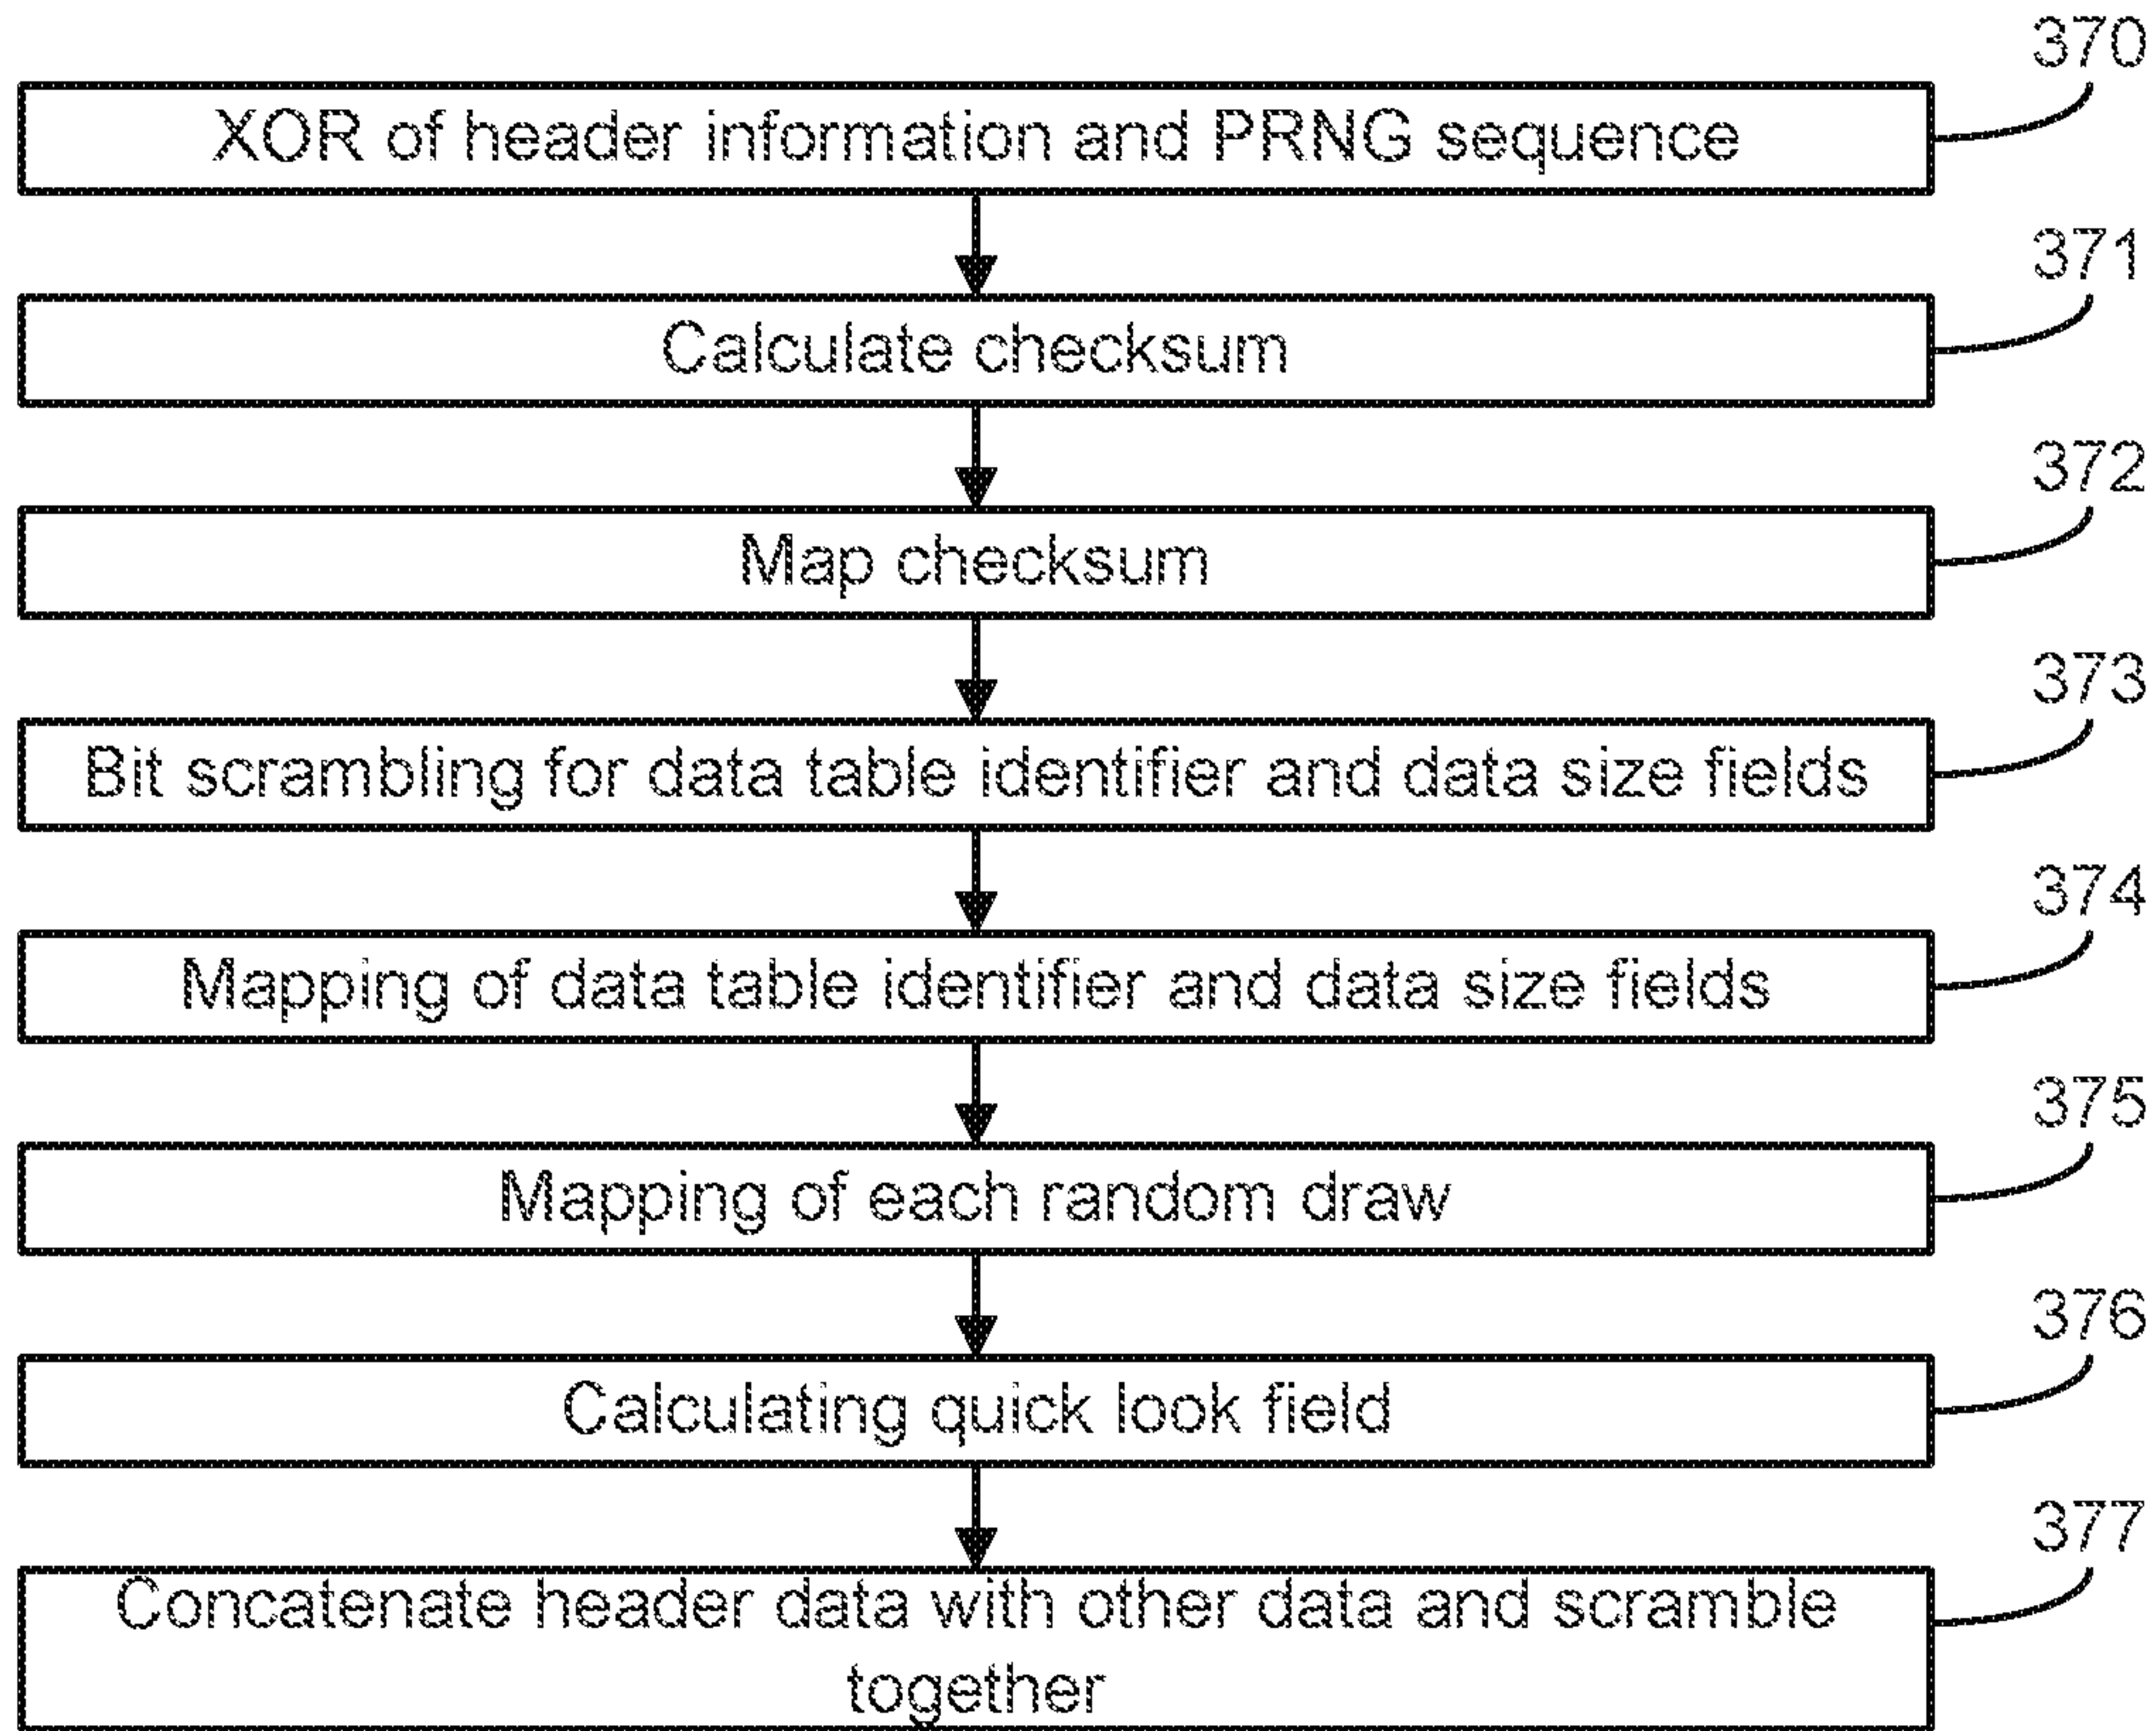 370
XOR of header information and PRNG sequence
371
Calculate checksum
372
Map checksum
373
Bit scrambling for data table identifier and data size fields
374
Mapping of data table identifier and data size fields
375
Mapping of each random draw
376
Calculating quick look field
377
Concatenate header data with other data and scramble
together